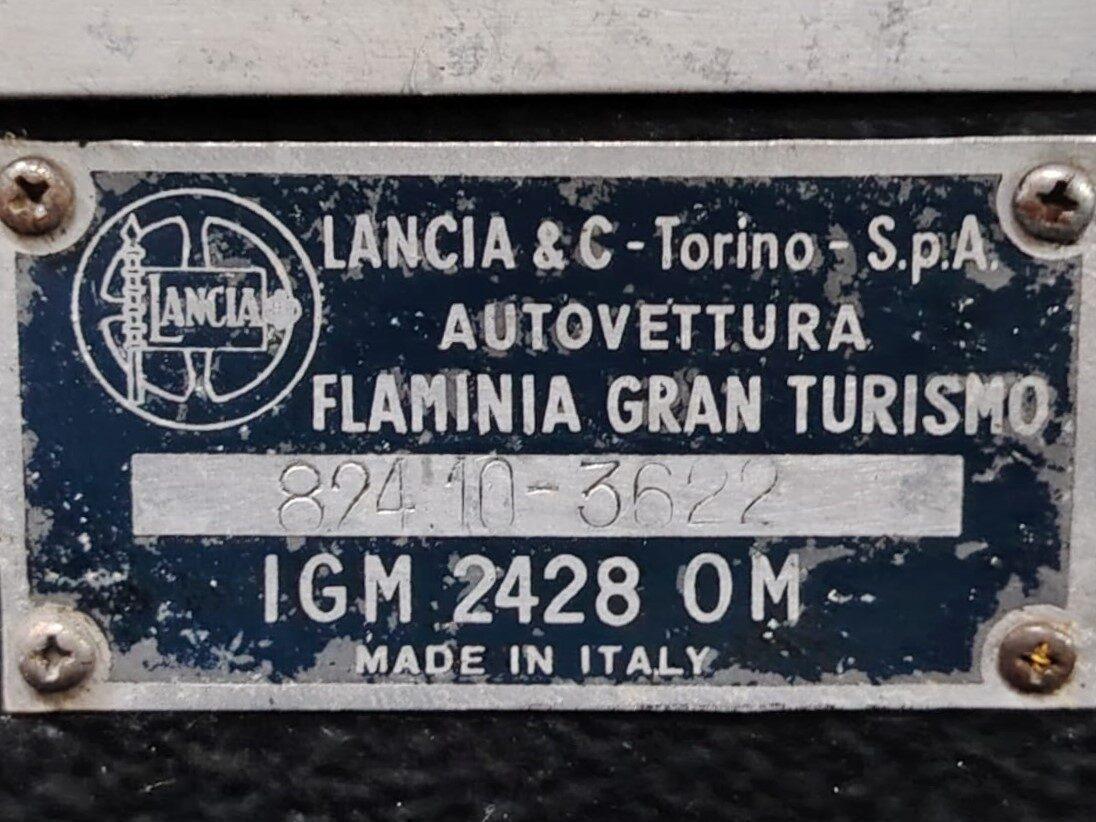 LANCIA
LANCIA & C - Torino - S.p.A.
AUTOVETTURA
FLAMINIA GRAN TURISMO
824.10-3622
IGM 2428 OM
MADE IN ITALY